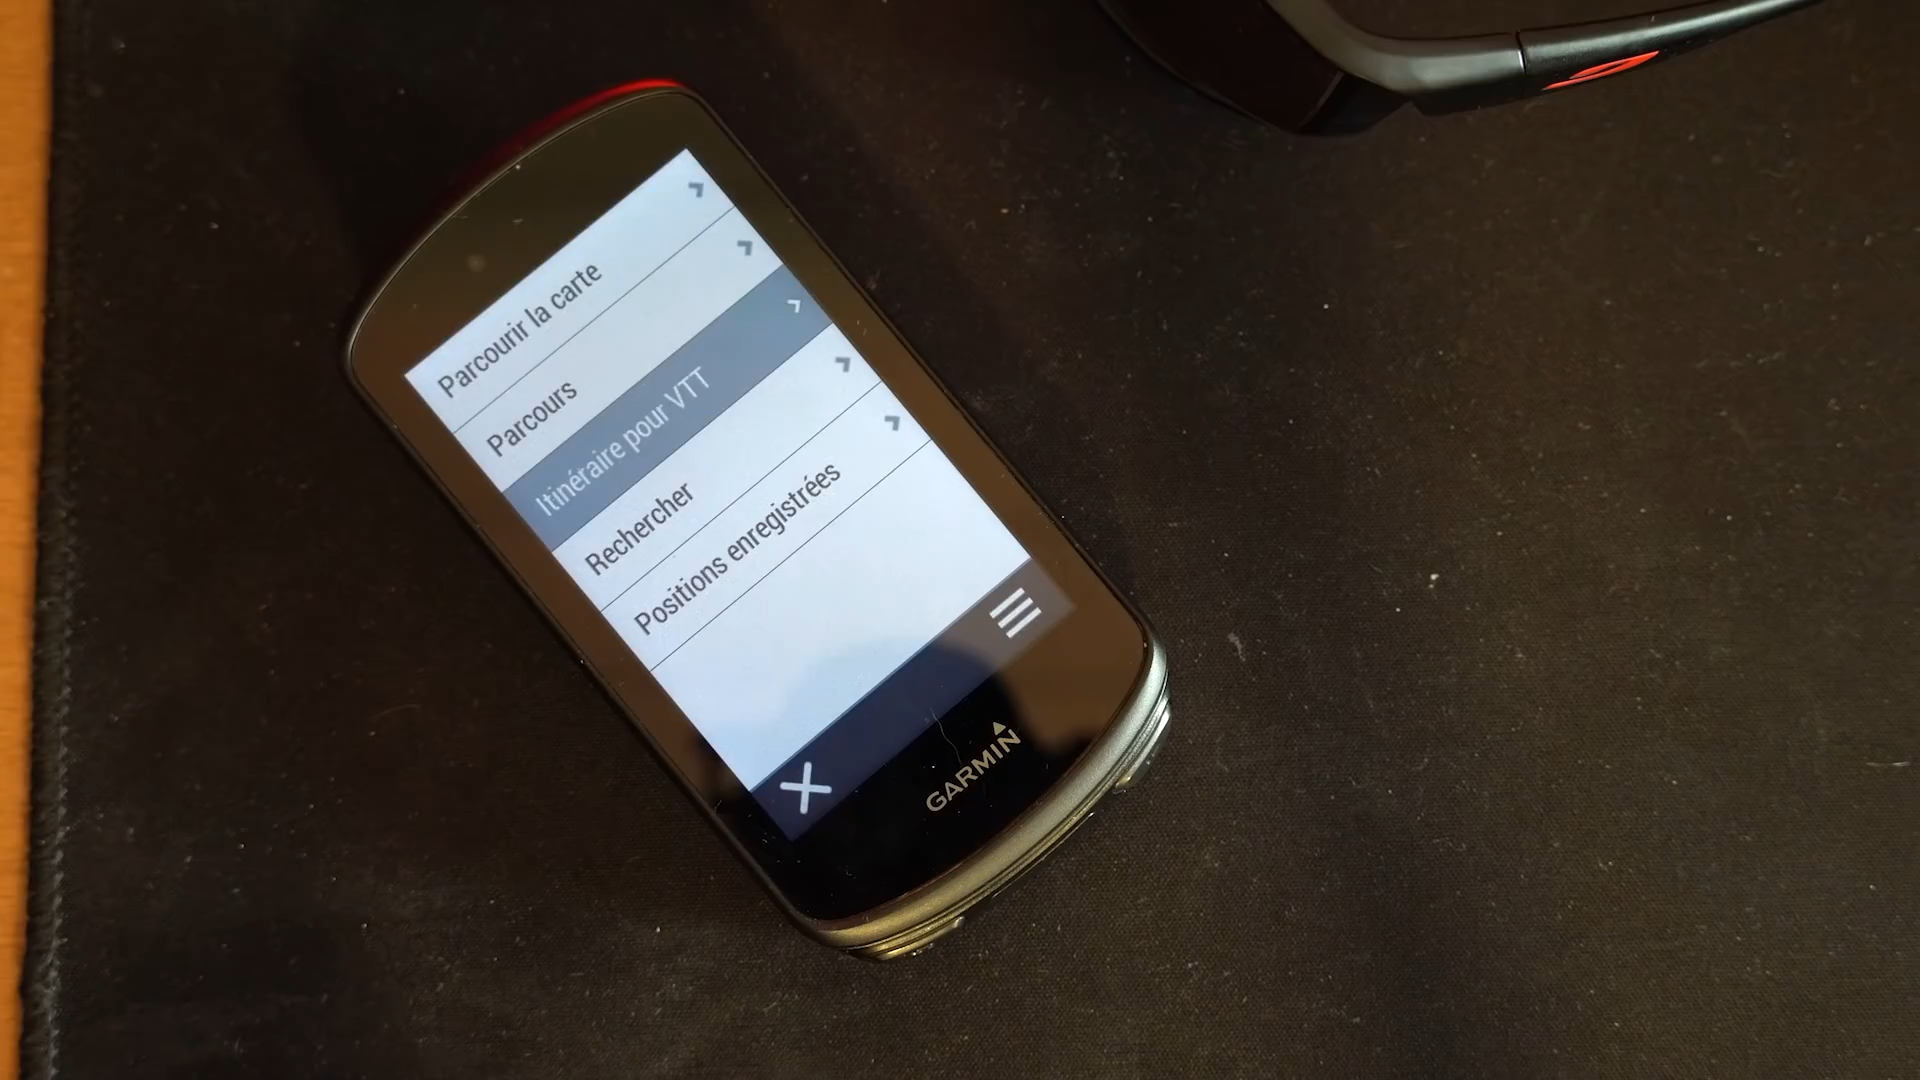 Parcourir la carte
Parcours
Itinéraire pour VTT
Rechercher
Positions enregistrées
GARMIN